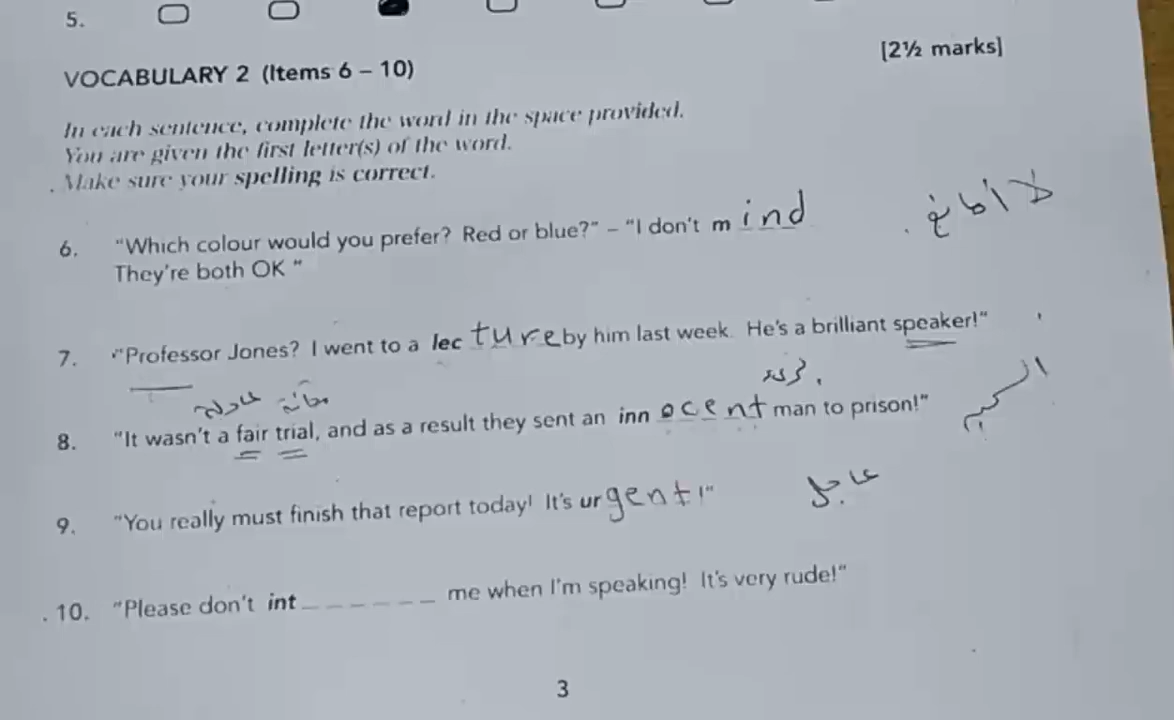 5.
[2½ marks]
VOCABULARY 2 (Items 6 – 10)
In each sentence, complete the word in the space provided.
You are given the first letter(s) of the word.
Make sure your spelling is correct.
6. "Which colour would you prefer? Red or blue?" – "I don't mind
They're both OK "
لا أمانع
7. "Professor Jones? I went to a lecture by him last week. He's a brilliant speaker!"
عادلة
8. "It wasn't a fair trial, and as a result they sent an innocent man to prison!"
9. "You really must finish that report today! It's urgent!"
عاجل
10. "Please don't int______ me when I'm speaking! It's very rude!"
3